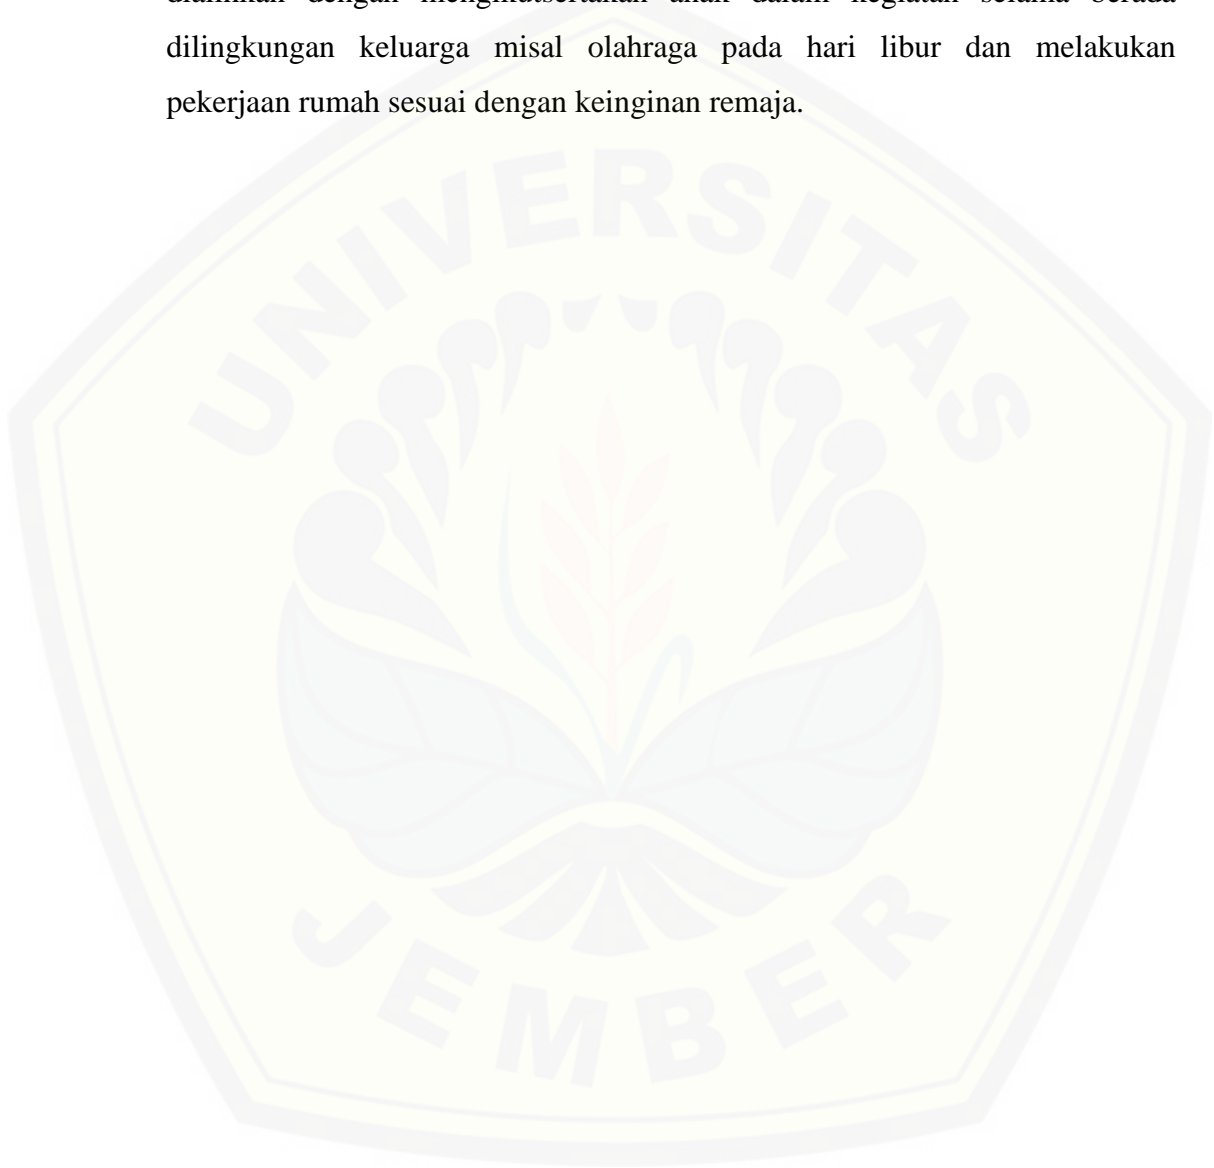 dengan mengikutsertakan anak dalam kegiatan selama berada
dilingkungan keluarga misal olahraga pada hari libur dan melakukan
pekerjaan rumah sesuai dengan keinginan remaja.
UNIVERSITAS
JEMBER